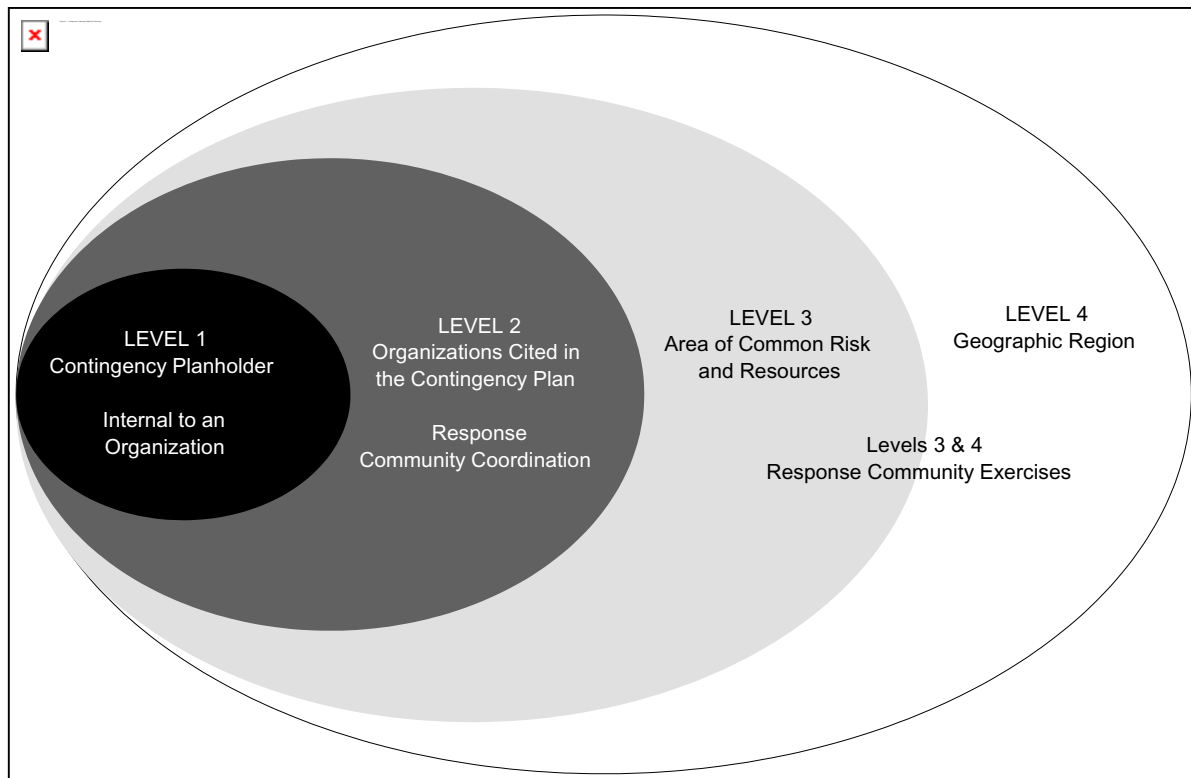 LEVEL 1
Contingency Planholder
Internal to an
Organization
LEVEL 2
Organizations Cited in
the Contingency Plan
Response
Community Coordination
LEVEL 3
Area of Common Risk
and Resources
LEVEL 4
Geographic Region
Levels 3 & 4
Response Community Exercises